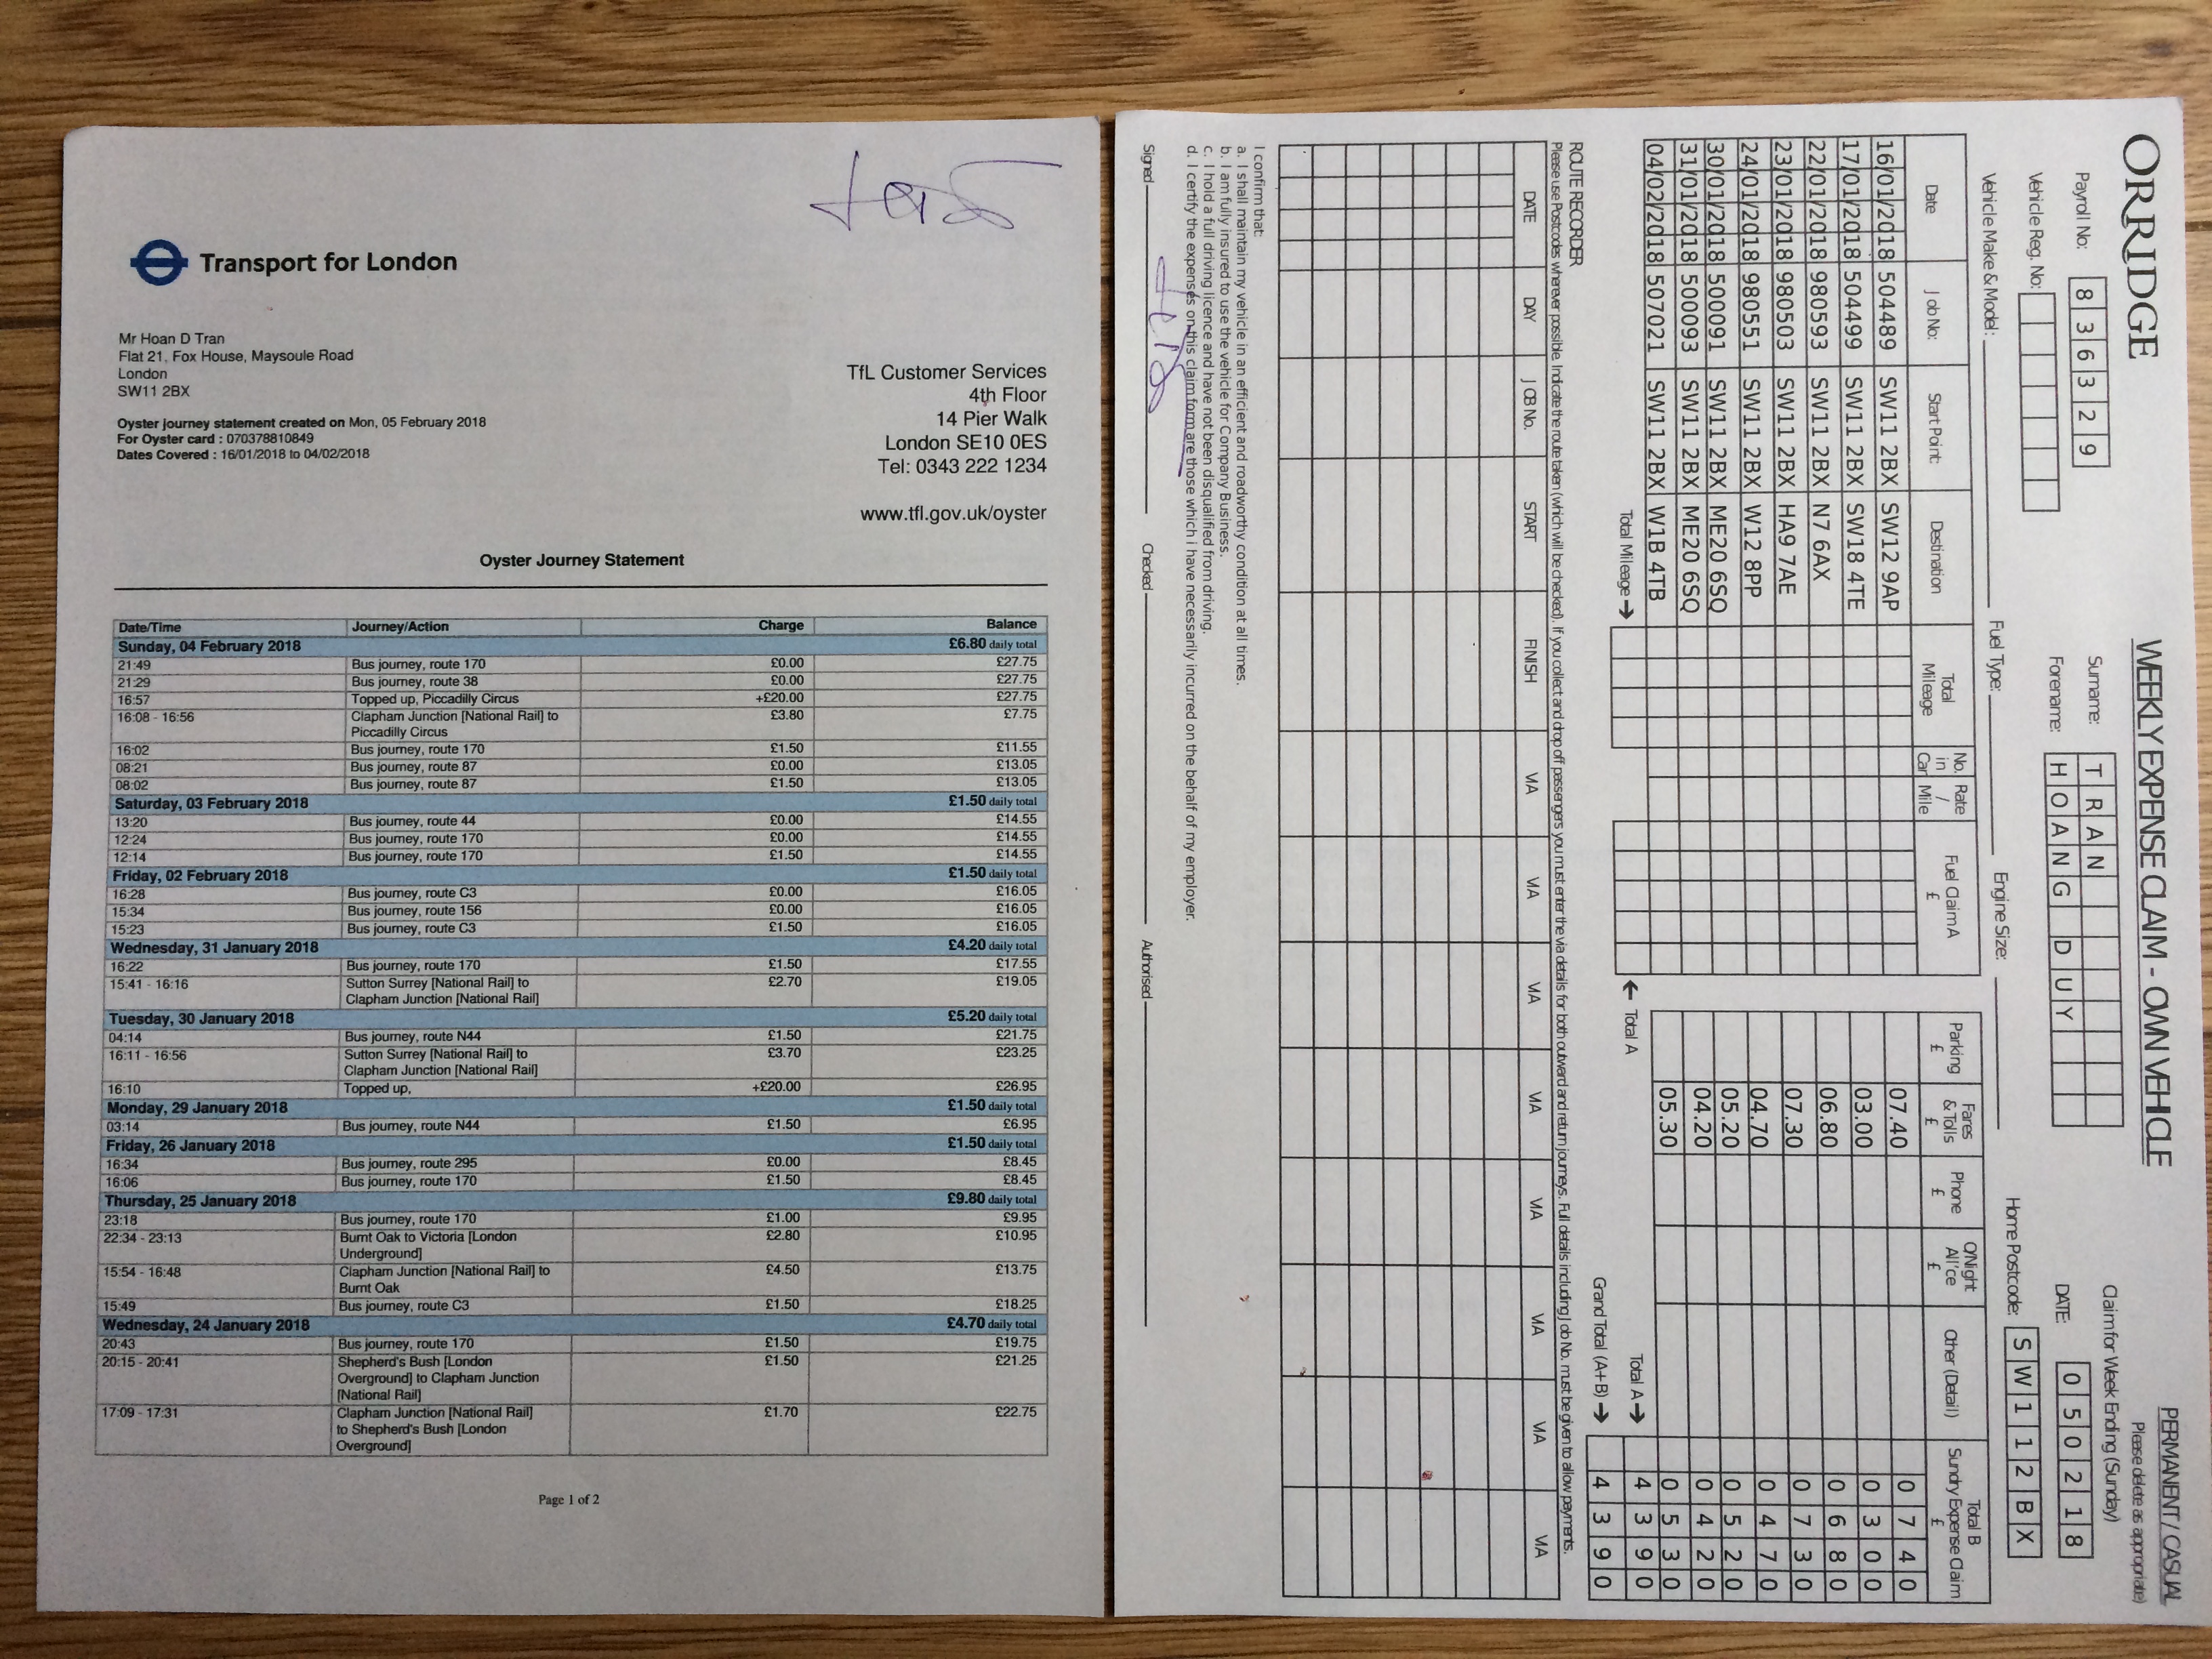 Transport for London
Mr Hoan D Tran
Flat 21, Fox House, Maysoule Road
London
SW11 2BX
TfL Customer Services
4th Floor
14 Pier Walk
London SE10 0ES
Tel: 0343 222 1234
www.tfl.gov.uk/oyster
Oyster journey statement created on Mon, 05 February 2018
For Oyster card : 070378810849
Dates Covered : 16/01/2018 to 04/02/2018
Oyster Journey Statement
Date/Time Journey/Action Charge Balance
Sunday, 04 February 2018 £6.80 daily total
21:49 Bus journey, route 170 £0.00 £27.75
21:29 Bus journey, route 38 £0.00 £27.75
16:57 Topped up, Piccadilly Circus +£20.00 £27.75
16:08 - 16:56 Clapham Junction [National Rail] to £3.80 £7.75
Piccadilly Circus
16:02 Bus journey, route 170 £1.50 £11.55
08:21 Bus journey, route 87 £0.00 £13.05
08:02 Bus journey, route 87 £1.50 £13.05
Saturday, 03 February 2018 £1.50 daily total
13:20 Bus journey, route 44 £0.00 £14.55
12:24 Bus journey, route 170 £0.00 £14.55
12:14 Bus journey, route 170 £1.50 £14.55
Friday, 02 February 2018 £1.50 daily total
16:28 Bus journey, route C3 £0.00 £16.05
15:34 Bus journey, route 156 £0.00 £16.05
15:23 Bus journey, route C3 £1.50 £16.05
Wednesday, 31 January 2018 £4.20 daily total
16:22 Bus journey, route 170 £1.50 £17.55
15:41 - 16:16 Sutton Surrey [National Rail] to £2.70 £19.05
Clapham Junction [National Rail]
Tuesday, 30 January 2018 £5.20 daily total
04:14 Bus journey, route N44 £1.50 £21.75
16:11 - 16:56 Sutton Surrey [National Rail] to £3.70 £23.25
Clapham Junction [National Rail]
16:10 Topped up, +£20.00 £26.95
Monday, 29 January 2018 £1.50 daily total
03:14 Bus journey, route N44 £1.50 £6.95
Friday, 26 January 2018 £1.50 daily total
16:34 Bus journey, route 295 £0.00 £8.45
16:06 Bus journey, route 170 £1.50 £8.45
Thursday, 25 January 2018 £9.80 daily total
23:18 Bus journey, route 170 £1.00 £9.95
22:34 - 23:13 Burnt Oak to Victoria [London £2.80 £10.95
Underground]
15:54 - 16:48 Clapham Junction [National Rail] to £4.50 £13.75
Burnt Oak
15:49 Bus journey, route C3 £1.50 £18.25
Wednesday, 24 January 2018 £4.70 daily total
20:43 Bus journey, route 170 £1.50 £19.75
20:15 - 20:41 Shepherd's Bush [London £1.50 £21.25
Overground] to Clapham Junction
[National Rail]
17:09 - 17:31 Clapham Junction [National Rail] £1.70 £22.75
to Shepherd's Bush [London
Overground]
Page 1 of 2
ORRIDGE
WEEKLY EXPENSE CLAIM - OWN VEHICLE
PERMANENT / CASUAL
Please delete as appropriate)
Claim for Week Ending (Sunday)
Payroll No: 836329
Surname: TRAN
DATE: 050218
Vehicle Reg. No:
Forename: HOANG DUY
Home Postcode: SW112BX
Vehicle Make & Model:
Fuel Type:
Engine Size:
Date Job No: Start Point: Destination Total Mileage No. in Car Rate / Mile Fuel Claim A £ Parking £ Fares & Tolls £ Phone £ O/Night All'ce £ Other (Detail) Total B Sundry Expense Claim £
16/01/2018 504489 SW11 2BX SW12 9AP 07.40 0 7 4 0
17/01/2018 504499 SW11 2BX SW18 4TE 03.00 0 3 0 0
22/01/2018 980593 SW11 2BX N7 6AX 06.80 0 6 8 0
23/01/2018 980503 SW11 2BX HA9 7AE 07.30 0 7 3 0
24/01/2018 980551 SW11 2BX W12 8PP 04.70 0 4 7 0
30/01/2018 500091 SW11 2BX ME20 6SQ 05.20 0 5 2 0
31/01/2018 500093 SW11 2BX ME20 6SQ 04.20 0 4 2 0
04/02/2018 507021 SW11 2BX W1B 4TB 05.30 0 5 3 0
Total Mileage → ← Total A Total A → 4 3 9 0
Grand Total (A+B) → 4 3 9 0
ROUTE RECORDER
Please use Postcodes wherever possible. Indicate the route taken (which will be checked). If you collect and drop off passengers you must enter the via details for both outward and return journeys. Full details including Job No. must be given to allow payments.
DATE DAY JOB No. START FINISH VIA VIA VIA VIA VIA VIA VIA VIA
I confirm that:
a. I shall maintain my vehicle in an efficient and roadworthy condition at all times.
b. I am fully insured to use the vehicle for Company Business.
c. I hold a full driving licence and have not been disqualified from driving.
d. I certify the expenses on this claim form are those which I have necessarily incurred on the behalf of my employer.
Signed Checked Authorised